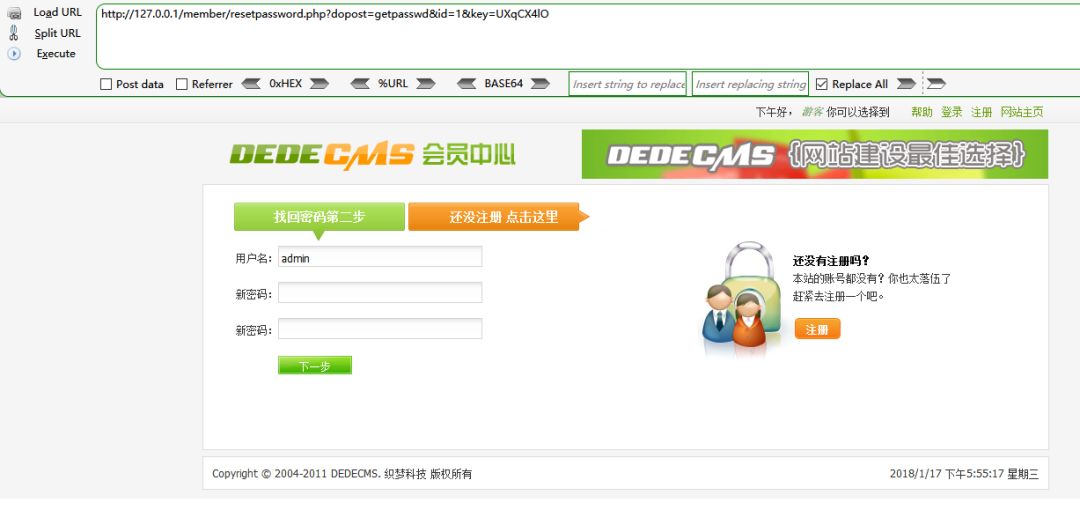 Load URL
http://127.0.0.1/member/resetpassword.php?dopost=getpasswd&id=1&key=UXqCX4lO
Split URL
Execute
Post data Referrer 0xHEX %URL BASE64 Insert string to replace Insert replacing string Replace All
下午好， 游客 你可以选择到 帮助 登录 注册 网站主页
DEDECMS 会员中心
DEDECMS {网站建设最佳选择}
找回密码第二步
还没注册 点击这里
用户名： admin
新密码：
新密码：
下一步
还没有注册吗？
本站的账号都没有？你也太落伍了
赶紧去注册一个吧。
注册
Copyright © 2004-2011 DEDECMS. 织梦科技 版权所有
2018/1/17 下午5:55:17 星期三